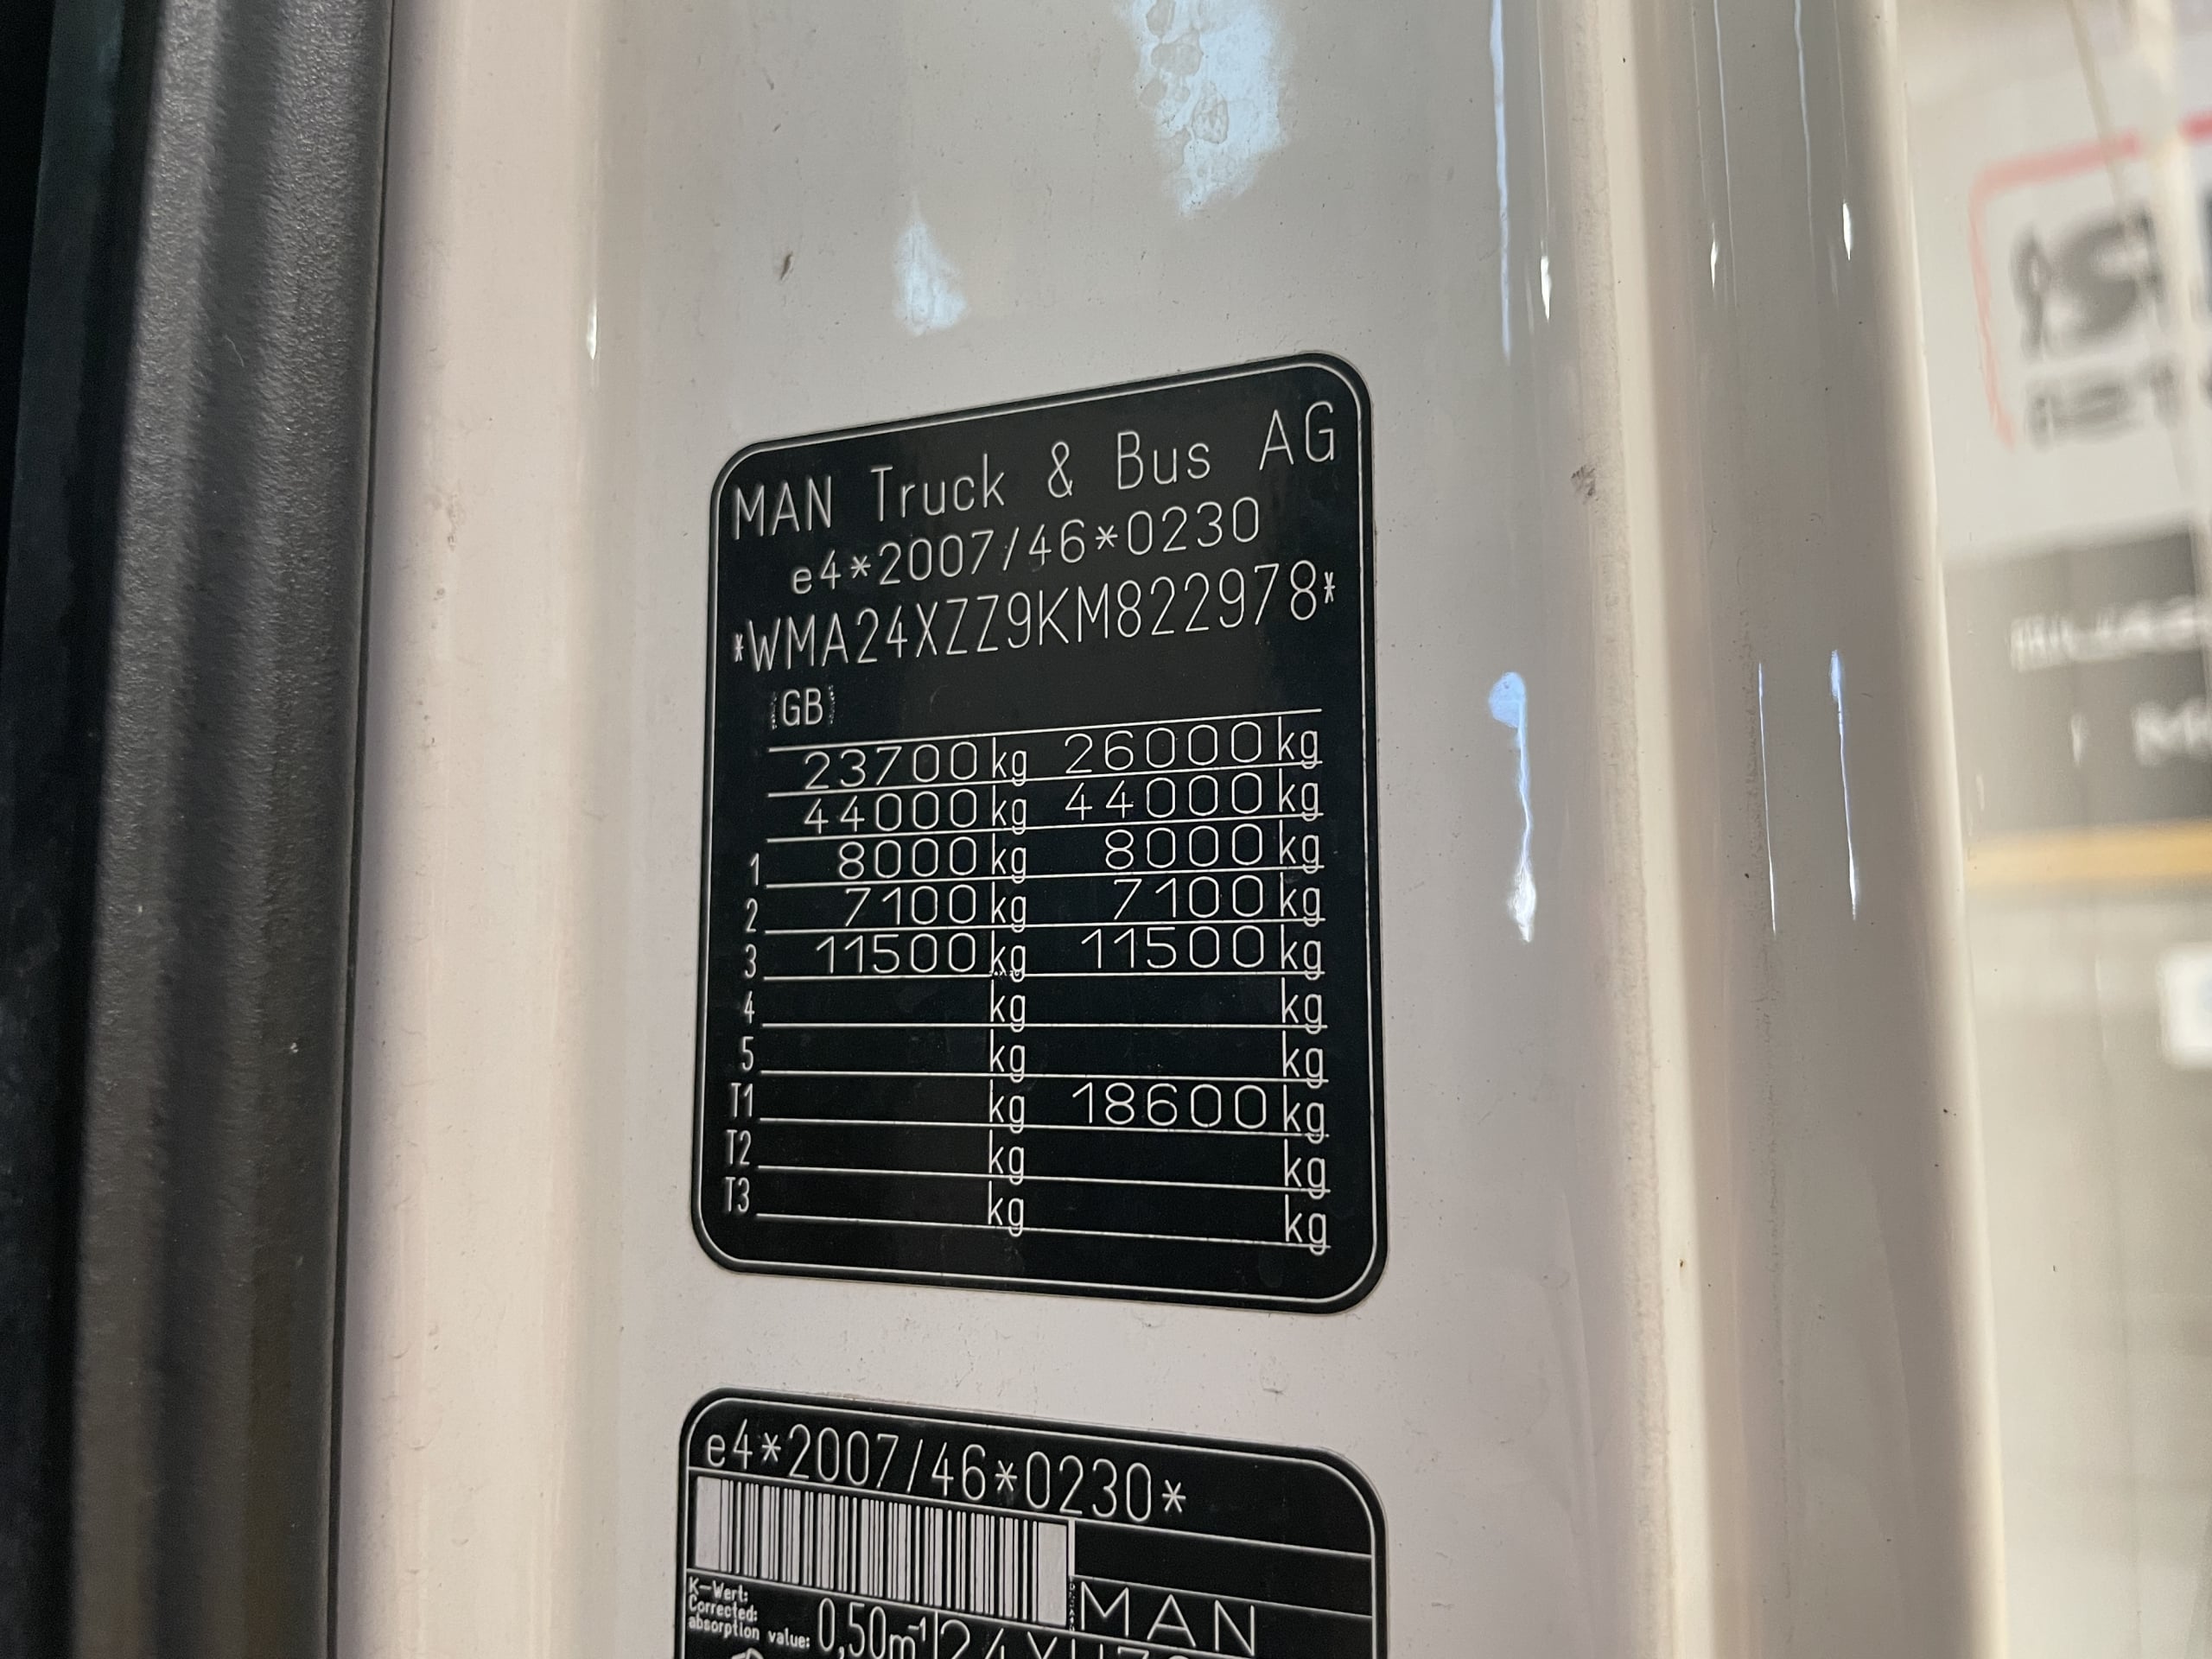 MAN Truck & Bus AG
e4*2007/46*0230
*WMA24XZZ9KM822978*
GB
23700 kg 26000 kg
44000 kg 44000 kg
1 8000 kg 8000 kg
2 7100 kg 7100 kg
3 11500 kg 11500 kg
4 kg kg
5 kg kg
T1 kg 18600 kg
T2 kg kg
T3 kg kg
e4*2007/46*0230*
MAN
K-Wert:
Corrected:
absorption value: 0,50m⁻¹